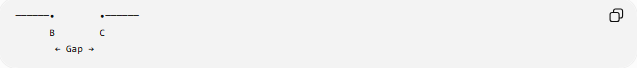 B C
← Gap →